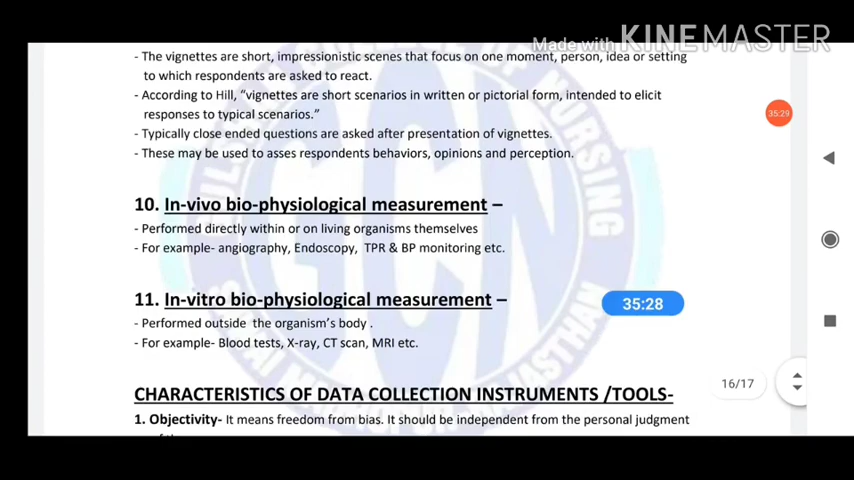 Made with KINEMASTER
- The vignettes are short, impressionistic scenes that focus on one moment, person, idea or setting
to which respondents are asked to react.
- According to Hill, “vignettes are short scenarios in written or pictorial form, intended to elicit
responses to typical scenarios.”
35:29
- Typically close ended questions are asked after presentation of vignettes.
- These may be used to asses respondents behaviors, opinions and perception.
10. In-vivo bio-physiological measurement –
- Performed directly within or on living organisms themselves
- For example- angiography, Endoscopy, TPR & BP monitoring etc.
11. In-vitro bio-physiological measurement –
35:28
- Performed outside the organism’s body .
- For example- Blood tests, X-ray, CT scan, MRI etc.
16/17
CHARACTERISTICS OF DATA COLLECTION INSTRUMENTS /TOOLS-
1. Objectivity- It means freedom from bias. It should be independent from the personal judgment
GCN